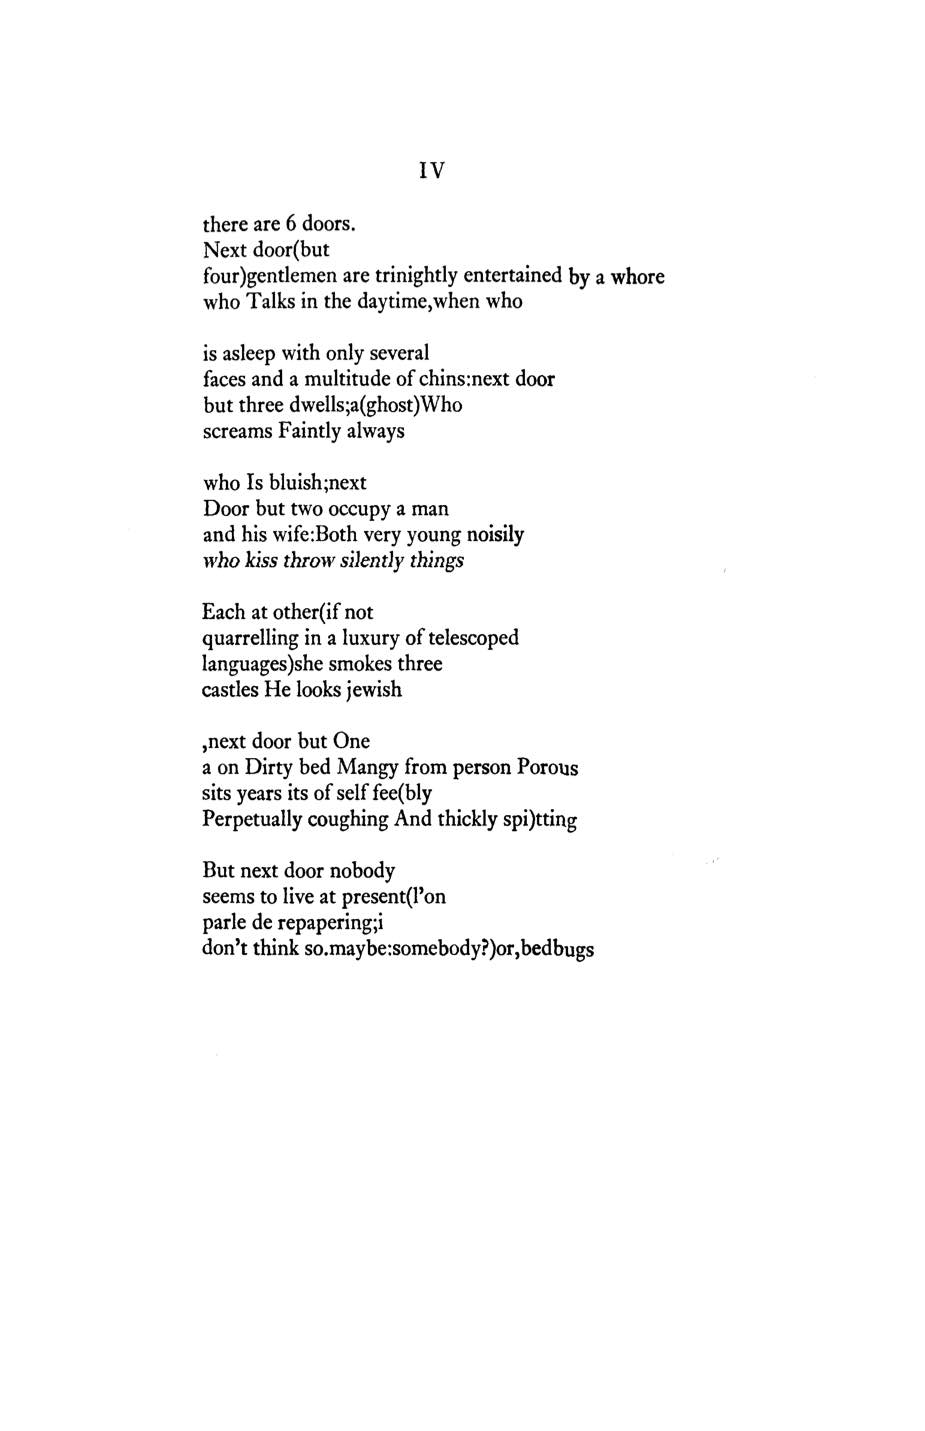 IV
there are 6 doors.
Next door(but
four)gentlemen are trinightly entertained by a whore
who Talks in the daytime,when who
is asleep with only several
faces and a multitude of chins:next door
but three dwells;a(ghost)Who
screams Faintly always
who Is bluish;next
Door but two occupy a man
and his wife:Both very young noisily
who kiss throw silently things
Each at other(if not
quarrelling in a luxury of telescoped
languages)she smokes three
castles He looks jewish
,next door but One
a on Dirty bed Mangy from person Porous
sits years its of self fee(bly
Perpetually coughing And thickly spi)tting
But next door nobody
seems to live at present(l'on
parle de repapering;i
don't think so.maybe:somebody?)or,bedbugs